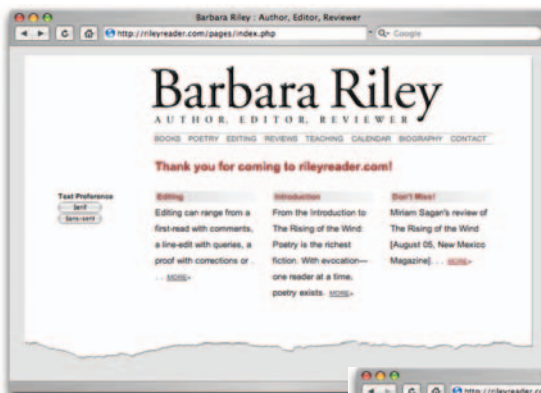 Barbara Riley : Author, Editor, Reviewer
http://rileyreader.com/pages/index.php
Google
Barbara Riley
AUTHOR, EDITOR, REVIEWER
BOOKS POETRY EDITING REVIEWS TEACHING CALENDAR BIOGRAPHY CONTACT
Thank you for coming to rileyreader.com!
Text Preference
Serif
Sans-serif
Editing
Editing can range from a
first-read with comments,
a line-edit with queries, a
proof with corrections or .
. . . MORE»
Introduction
From the Introduction to
The Rising of the Wind:
Poetry is the richest
fiction. With evocation—
one reader at a time,
poetry exists. MORE»
Don't Miss!
Miriam Sagan's review of
The Rising of the Wind
[August 05, New Mexico
Magazine]. . . MORE»